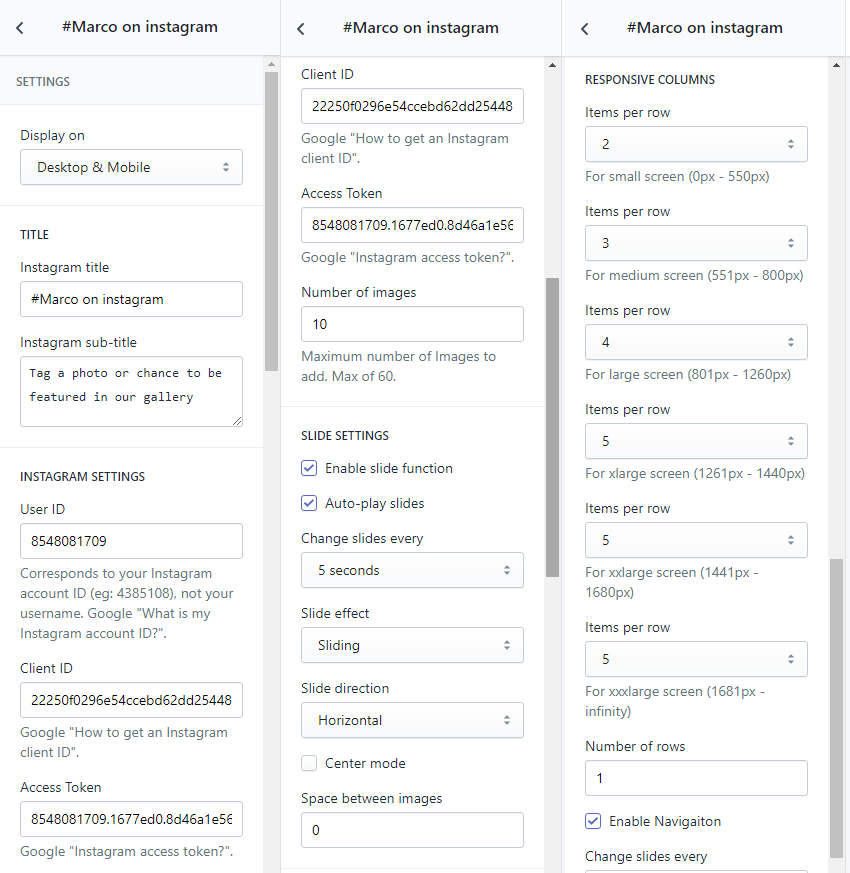 #Marco on instagram
SETTINGS
Display on
Desktop & Mobile
TITLE
Instagram title
#Marco on instagram
Instagram sub-title
Tag a photo or chance to be
featured in our gallery
INSTAGRAM SETTINGS
User ID
8548081709
Corresponds to your Instagram
account ID (eg: 4385108), not your
username. Google "What is my
Instagram account ID?".
Client ID
22250f0296e54ccebd62dd25448
Google "How to get an Instagram
client ID".
Access Token
8548081709.1677ed0.8d46a1e56
Google "Instagram access token?".
#Marco on instagram
Client ID
22250f0296e54ccebd62dd25448
Google "How to get an Instagram
client ID".
Access Token
8548081709.1677ed0.8d46a1e56
Google "Instagram access token?".
Number of images
10
Maximum number of Images to
add. Max of 60.
SLIDE SETTINGS
Enable slide function
Auto-play slides
Change slides every
5 seconds
Slide effect
Sliding
Slide direction
Horizontal
Center mode
Space between images
0
#Marco on instagram
RESPONSIVE COLUMNS
Items per row
2
For small screen (0px - 550px)
Items per row
3
For medium screen (551px - 800px)
Items per row
4
For large screen (801px - 1260px)
Items per row
5
For xlarge screen (1261px - 1440px)
Items per row
5
For xxlarge screen (1441px -
1680px)
Items per row
5
For xxxlarge screen (1681px -
infinity)
Number of rows
1
Enable Navigaiton
Change slides every